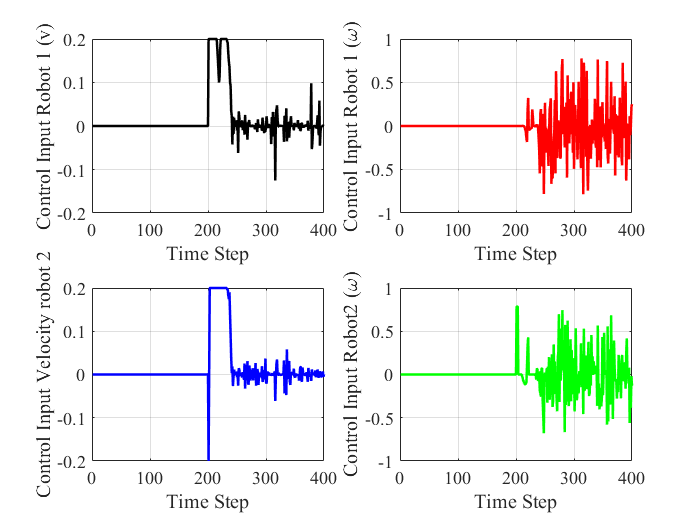 Control Input Robot 1 (v)
0.2
0.1
0
-0.1
-0.2
0 100 200 300 400
Time Step
Control Input Robot 1 (ω)
1
0.5
0
-0.5
-1
0 100 200 300 400
Time Step
Control Input Velocity robot 2
0.2
0.1
0
-0.1
-0.2
0 100 200 300 400
Time Step
Control Input Robot2 (ω)
1
0.5
0
-0.5
-1
0 100 200 300 400
Time Step